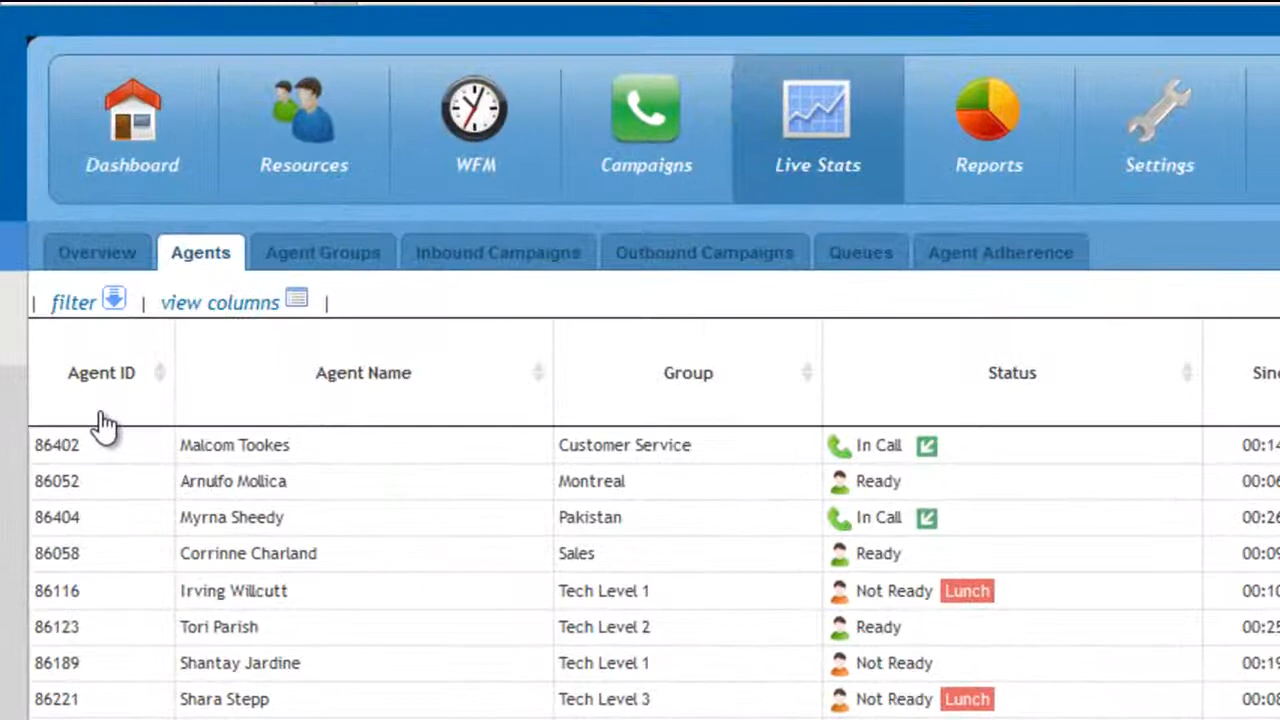 Dashboard Resources WFM Campaigns Live Stats Reports Settings
Overview Agents Agent Groups Inbound Campaigns Outbound Campaigns Queues Agent Adherence
| filter | view columns |
Agent ID Agent Name Group Status
86402 Malcom Tookes Customer Service In Call
86052 Arnulfo Mollica Montreal Ready
86404 Myrna Sheedy Pakistan In Call
86058 Corrinne Charland Sales Ready
86116 Irving Willcutt Tech Level 1 Not Ready Lunch
86123 Tori Parish Tech Level 2 Ready
86189 Shantay Jardine Tech Level 1 Not Ready
86221 Shara Stepp Tech Level 3 Not Ready Lunch